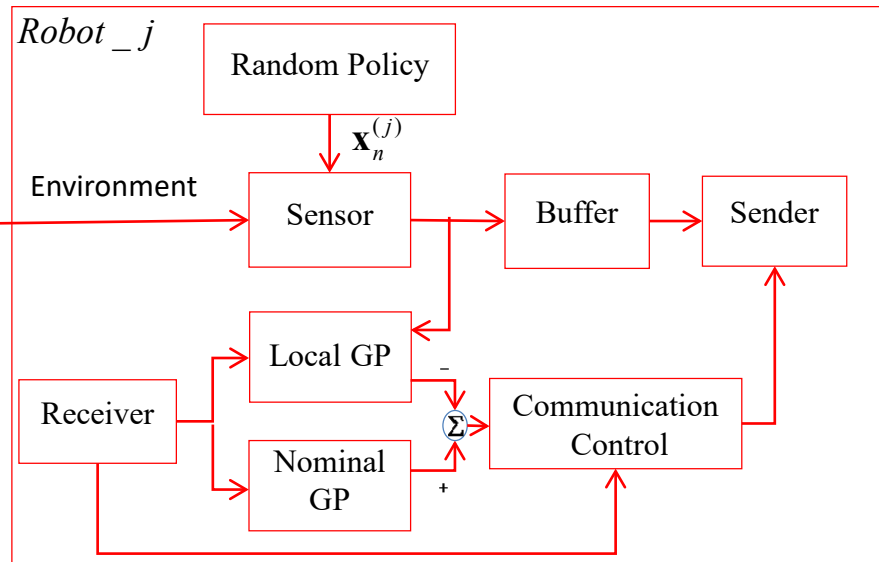 Robot _ j
Random Policy
x_n^(j)
Environment
Sensor
Buffer
Sender
Local GP
−
Receiver
Σ
Communication
Control
Nominal
GP
+